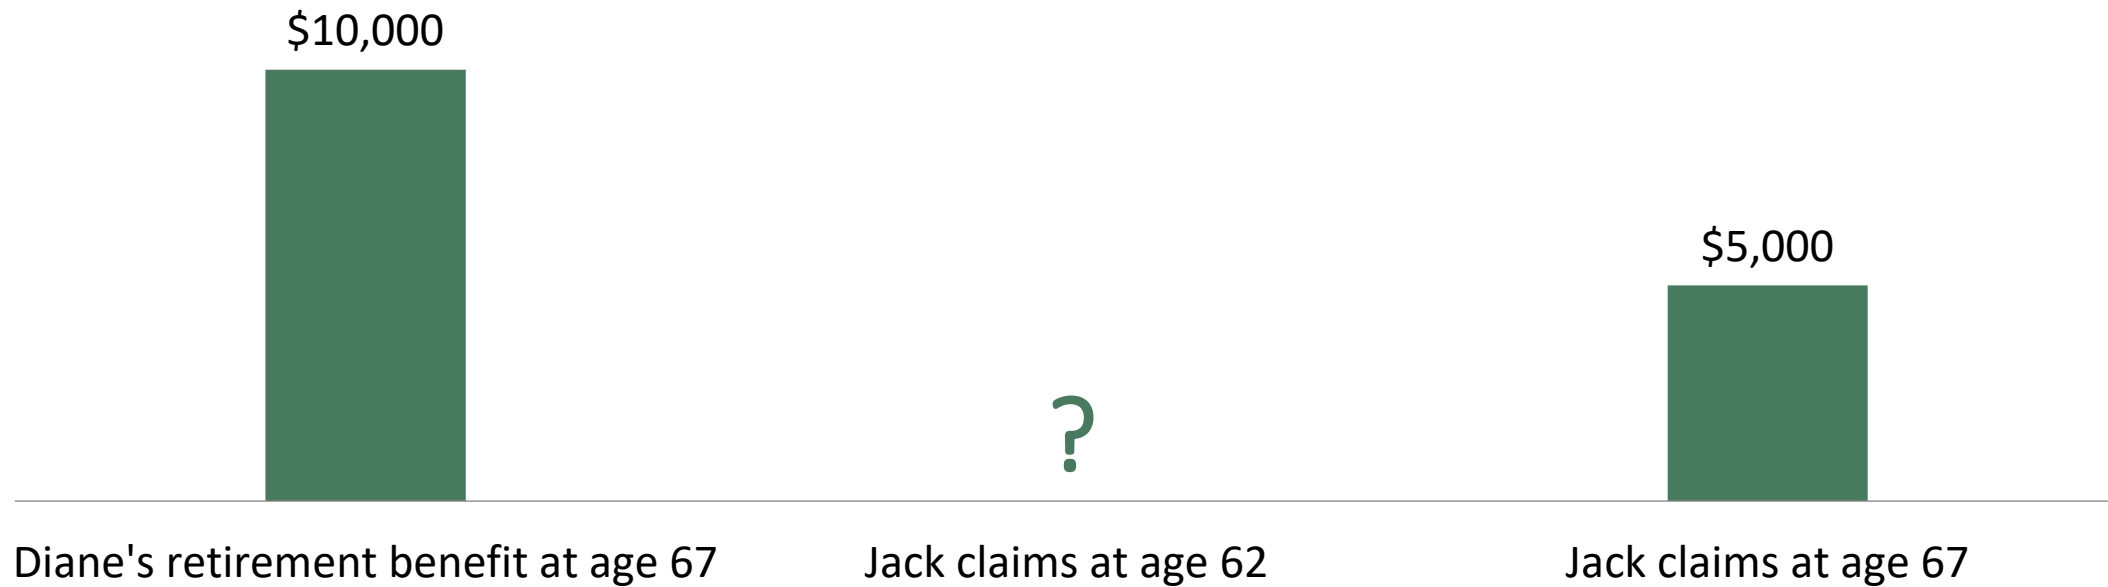 $10,000
$5,000
?
Diane's retirement benefit at age 67
Jack claims at age 62
Jack claims at age 67